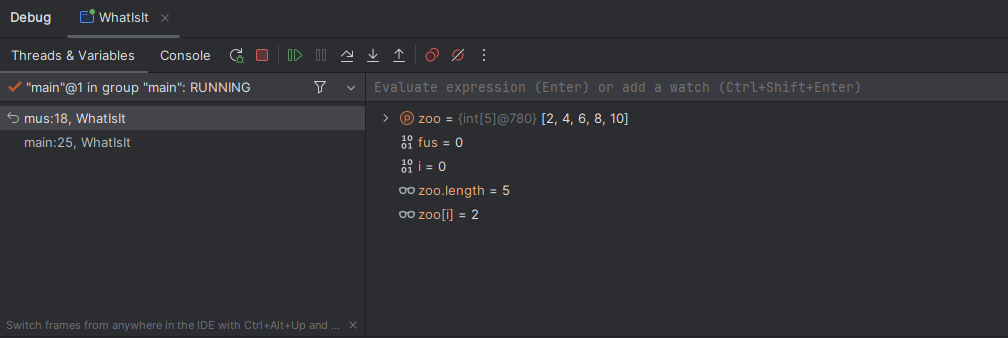 Debug WhatIsIt
Threads & Variables Console
"main"@1 in group "main": RUNNING
Evaluate expression (Enter) or add a watch (Ctrl+Shift+Enter)
mus:18, WhatIsIt
main:25, WhatIsIt
zoo = {int[5]@780} [2, 4, 6, 8, 10]
fus = 0
i = 0
zoo.length = 5
zoo[i] = 2
Switch frames from anywhere in the IDE with Ctrl+Alt+Up and ...